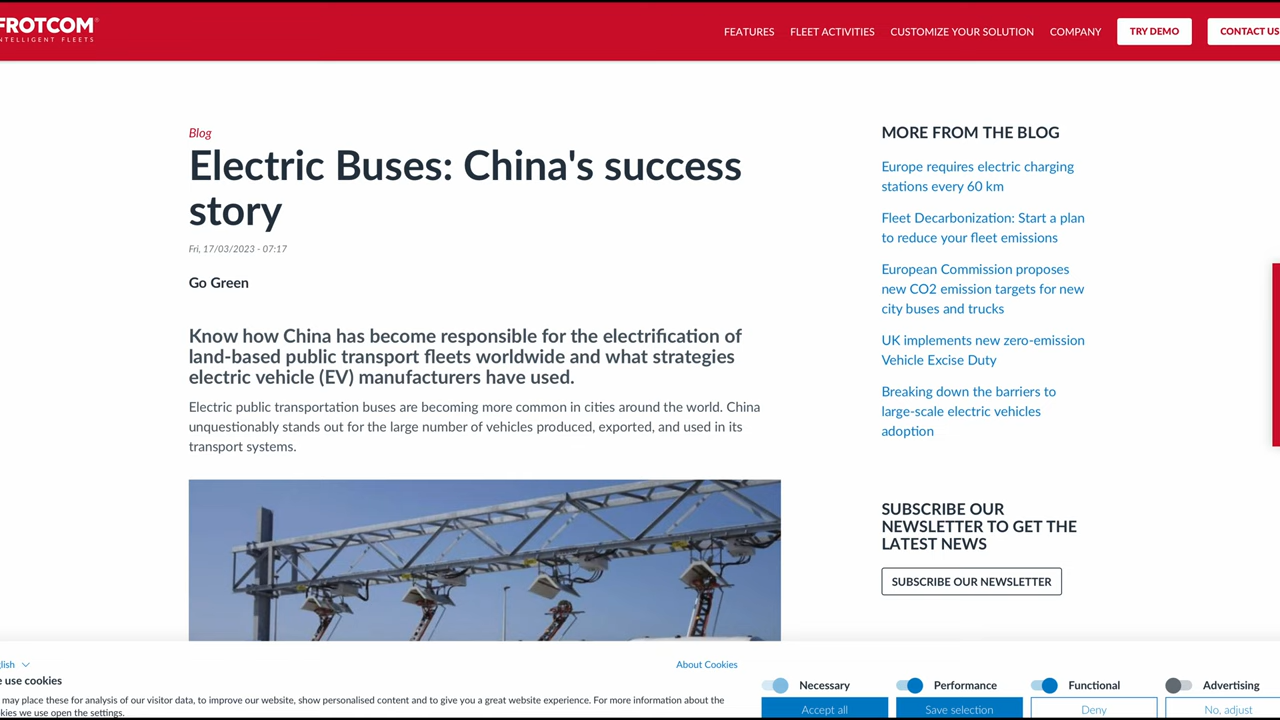 FROTCOM
INTELLIGENT FLEETS
FEATURES FLEET ACTIVITIES CUSTOMIZE YOUR SOLUTION COMPANY TRY DEMO CONTACT US
Blog
Electric Buses: China's success
story
Fri, 17/03/2023 - 07:17
Go Green
Know how China has become responsible for the electrification of
land-based public transport fleets worldwide and what strategies
electric vehicle (EV) manufacturers have used.
Electric public transportation buses are becoming more common in cities around the world. China
unquestionably stands out for the large number of vehicles produced, exported, and used in its
transport systems.
MORE FROM THE BLOG
Europe requires electric charging
stations every 60 km
Fleet Decarbonization: Start a plan
to reduce your fleet emissions
European Commission proposes
new CO2 emission targets for new
city buses and trucks
UK implements new zero-emission
Vehicle Excise Duty
Breaking down the barriers to
large-scale electric vehicles
adoption
SUBSCRIBE OUR
NEWSLETTER TO GET THE
LATEST NEWS
SUBSCRIBE OUR NEWSLETTER
glish
About Cookies
e use cookies
may place these for analysis of our visitor data, to improve our website, show personalised content and to give you a great website experience. For more information about the
kies we use open the settings.
Necessary Performance Functional Advertising
Accept all Save selection Deny No, adjust